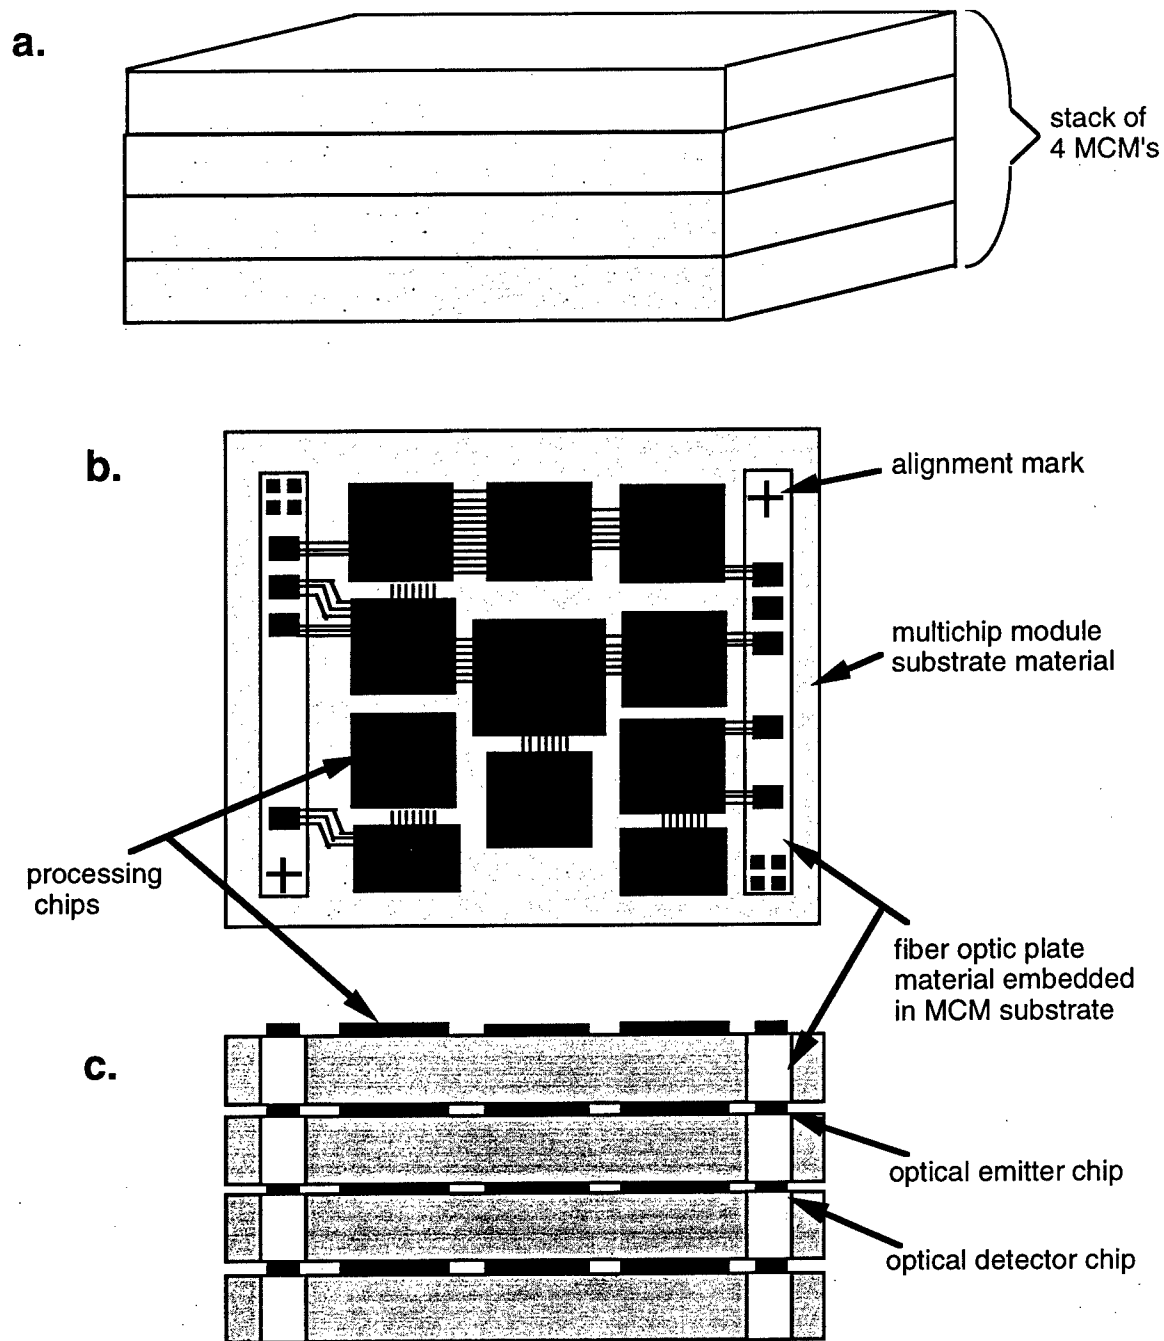 a.
stack of
4 MCM's
b.
alignment mark
multichip module
substrate material
processing
chips
fiber optic plate
material embedded
in MCM substrate
c.
optical emitter chip
optical detector chip